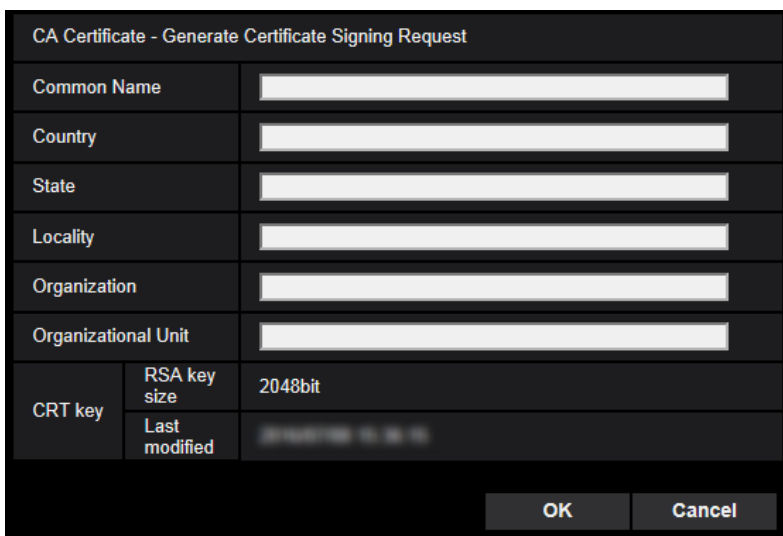 CA Certificate - Generate Certificate Signing Request
Common Name
Country
State
Locality
Organization
Organizational Unit
CRT key
RSA key
size
2048bit
Last
modified
OK
Cancel